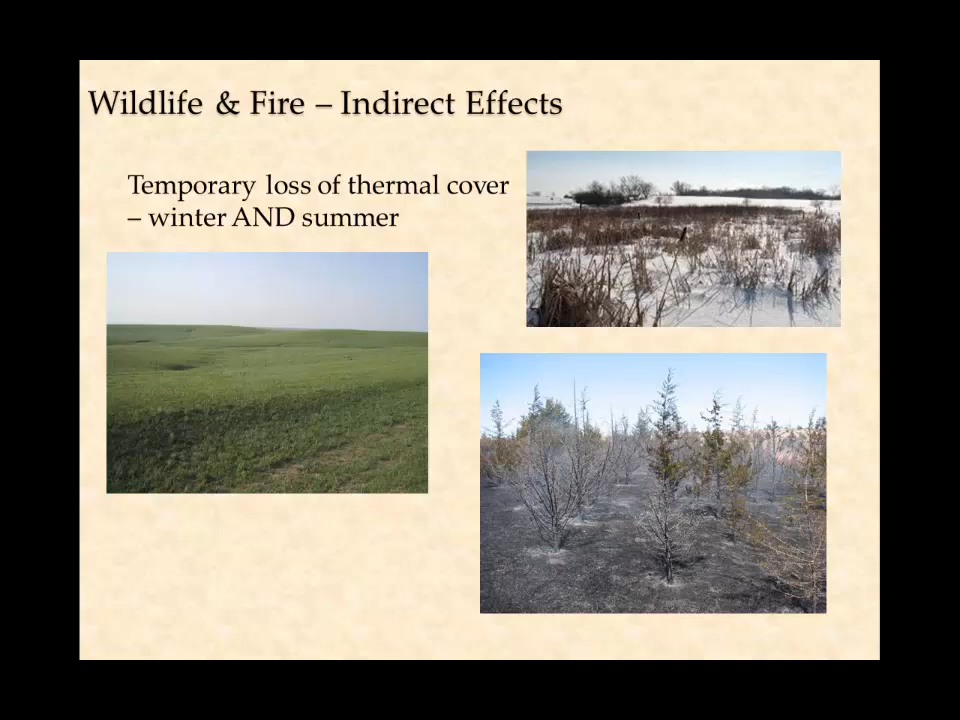 Wildlife & Fire – Indirect Effects
Temporary loss of thermal cover
– winter AND summer